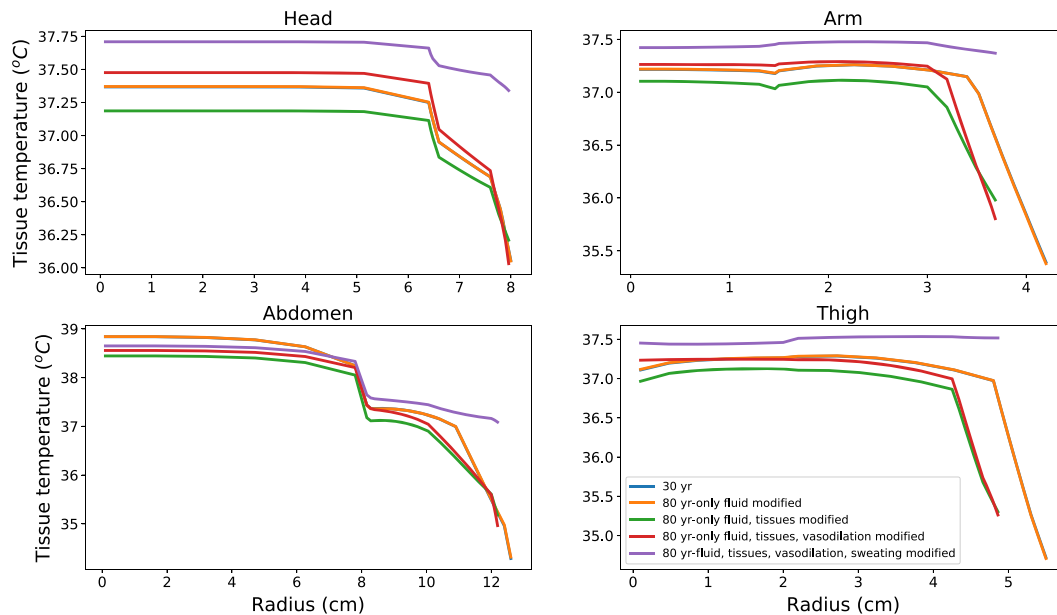 Head
Arm
Tissue temperature (°C)
37.75
37.50
37.25
37.00
36.75
36.50
36.25
36.00
0 1 2 3 4 5 6 7 8
37.5
37.0
36.5
36.0
35.5
0 1 2 3 4
Abdomen
Thigh
Tissue temperature (°C)
39
38
37
36
35
0 2 4 6 8 10 12
Radius (cm)
37.5
37.0
36.5
36.0
35.5
35.0
0 1 2 3 4 5
Radius (cm)
30 yr
80 yr-only fluid modified
80 yr-only fluid, tissues modified
80 yr-only fluid, tissues, vasodilation modified
80 yr-fluid, tissues, vasodilation, sweating modified